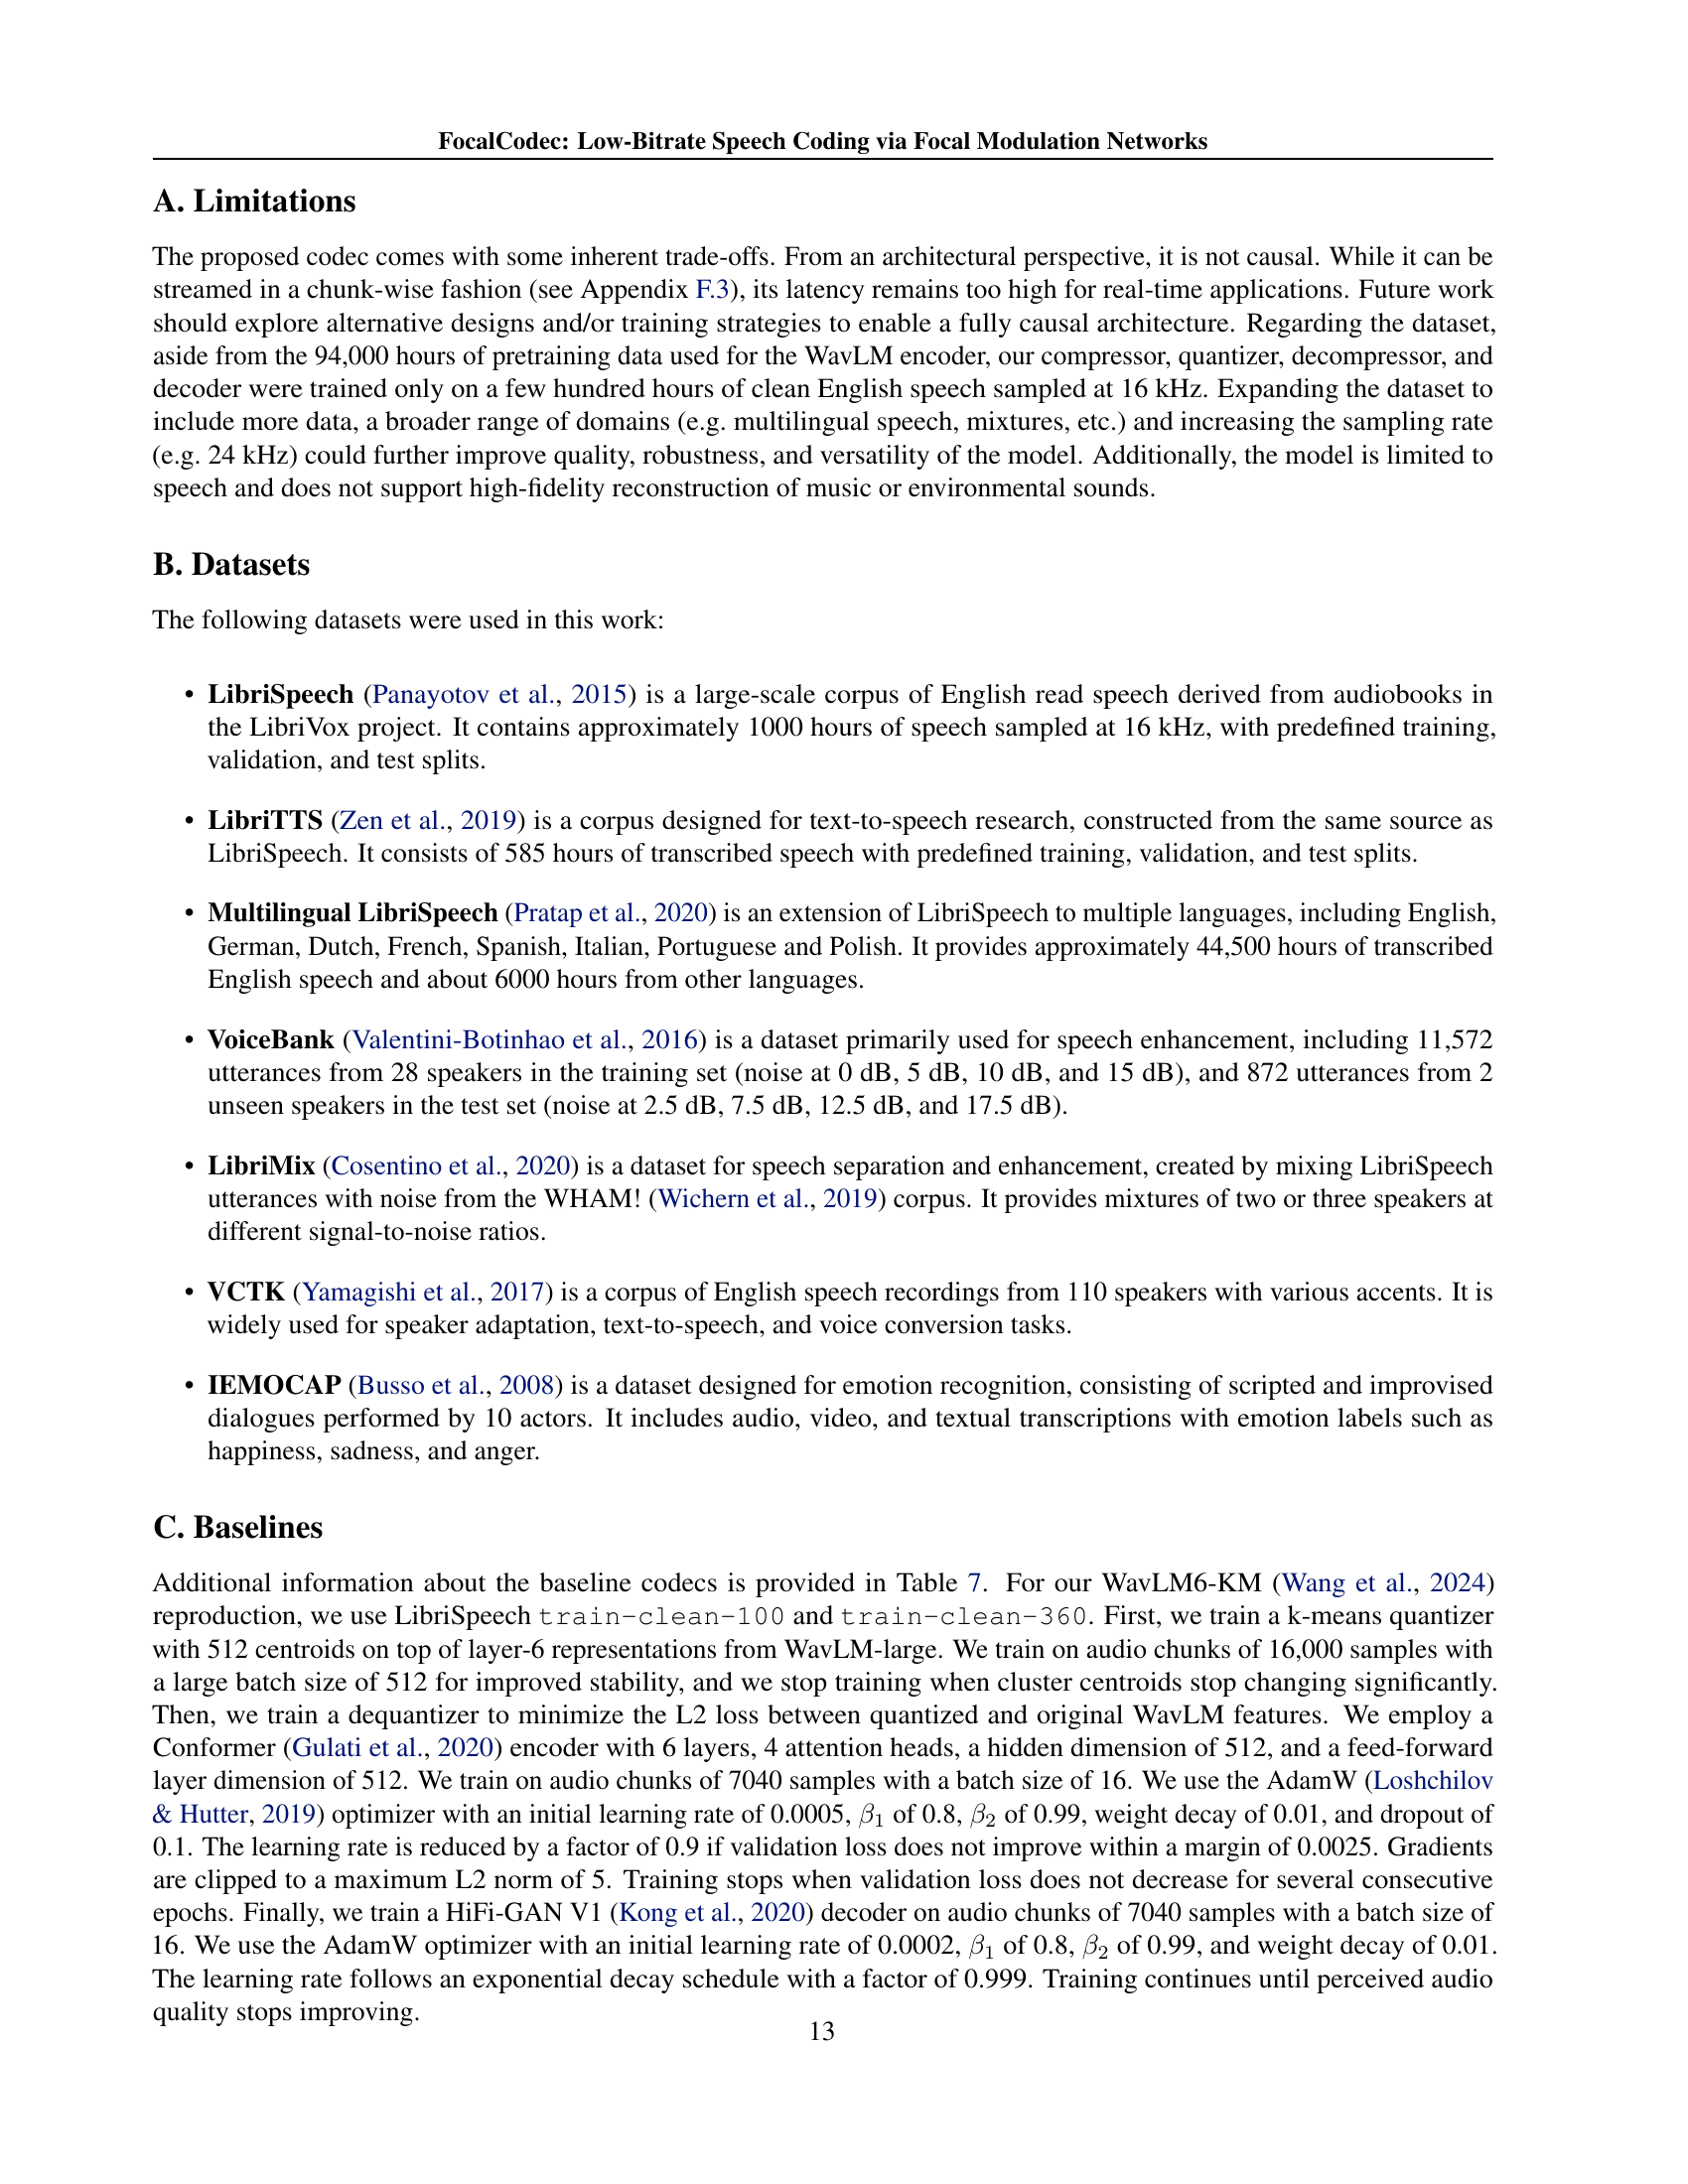 FocalCodec: Low-Bitrate Speech Coding via Focal Modulation Networks
A. Limitations
The proposed codec comes with some inherent trade-offs. From an architectural perspective, it is not causal. While it can be
streamed in a chunk-wise fashion (see Appendix F.3), its latency remains too high for real-time applications. Future work
should explore alternative designs and/or training strategies to enable a fully causal architecture. Regarding the dataset,
aside from the 94,000 hours of pretraining data used for the WavLM encoder, our compressor, quantizer, decompressor, and
decoder were trained only on a few hundred hours of clean English speech sampled at 16 kHz. Expanding the dataset to
include more data, a broader range of domains (e.g. multilingual speech, mixtures, etc.) and increasing the sampling rate
(e.g. 24 kHz) could further improve quality, robustness, and versatility of the model. Additionally, the model is limited to
speech and does not support high-fidelity reconstruction of music or environmental sounds.
B. Datasets
The following datasets were used in this work:
• LibriSpeech (Panayotov et al., 2015) is a large-scale corpus of English read speech derived from audiobooks in
the LibriVox project. It contains approximately 1000 hours of speech sampled at 16 kHz, with predefined training,
validation, and test splits.
• LibriTTS (Zen et al., 2019) is a corpus designed for text-to-speech research, constructed from the same source as
LibriSpeech. It consists of 585 hours of transcribed speech with predefined training, validation, and test splits.
• Multilingual LibriSpeech (Pratap et al., 2020) is an extension of LibriSpeech to multiple languages, including English,
German, Dutch, French, Spanish, Italian, Portuguese and Polish. It provides approximately 44,500 hours of transcribed
English speech and about 6000 hours from other languages.
• VoiceBank (Valentini-Botinhao et al., 2016) is a dataset primarily used for speech enhancement, including 11,572
utterances from 28 speakers in the training set (noise at 0 dB, 5 dB, 10 dB, and 15 dB), and 872 utterances from 2
unseen speakers in the test set (noise at 2.5 dB, 7.5 dB, 12.5 dB, and 17.5 dB).
• LibriMix (Cosentino et al., 2020) is a dataset for speech separation and enhancement, created by mixing LibriSpeech
utterances with noise from the WHAM! (Wichern et al., 2019) corpus. It provides mixtures of two or three speakers at
different signal-to-noise ratios.
• VCTK (Yamagishi et al., 2017) is a corpus of English speech recordings from 110 speakers with various accents. It is
widely used for speaker adaptation, text-to-speech, and voice conversion tasks.
• IEMOCAP (Busso et al., 2008) is a dataset designed for emotion recognition, consisting of scripted and improvised
dialogues performed by 10 actors. It includes audio, video, and textual transcriptions with emotion labels such as
happiness, sadness, and anger.
C. Baselines
Additional information about the baseline codecs is provided in Table 7. For our WavLM6-KM (Wang et al., 2024)
reproduction, we use LibriSpeech train-clean-100 and train-clean-360. First, we train a k-means quantizer
with 512 centroids on top of layer-6 representations from WavLM-large. We train on audio chunks of 16,000 samples with
a large batch size of 512 for improved stability, and we stop training when cluster centroids stop changing significantly.
Then, we train a dequantizer to minimize the L2 loss between quantized and original WavLM features. We employ a
Conformer (Gulati et al., 2020) encoder with 6 layers, 4 attention heads, a hidden dimension of 512, and a feed-forward
layer dimension of 512. We train on audio chunks of 7040 samples with a batch size of 16. We use the AdamW (Loshchilov
& Hutter, 2019) optimizer with an initial learning rate of 0.0005, β₁ of 0.8, β₂ of 0.99, weight decay of 0.01, and dropout of
0.1. The learning rate is reduced by a factor of 0.9 if validation loss does not improve within a margin of 0.0025. Gradients
are clipped to a maximum L2 norm of 5. Training stops when validation loss does not decrease for several consecutive
epochs. Finally, we train a HiFi-GAN V1 (Kong et al., 2020) decoder on audio chunks of 7040 samples with a batch size of
16. We use the AdamW optimizer with an initial learning rate of 0.0002, β₁ of 0.8, β₂ of 0.99, and weight decay of 0.01.
The learning rate follows an exponential decay schedule with a factor of 0.999. Training continues until perceived audio
quality stops improving.
13